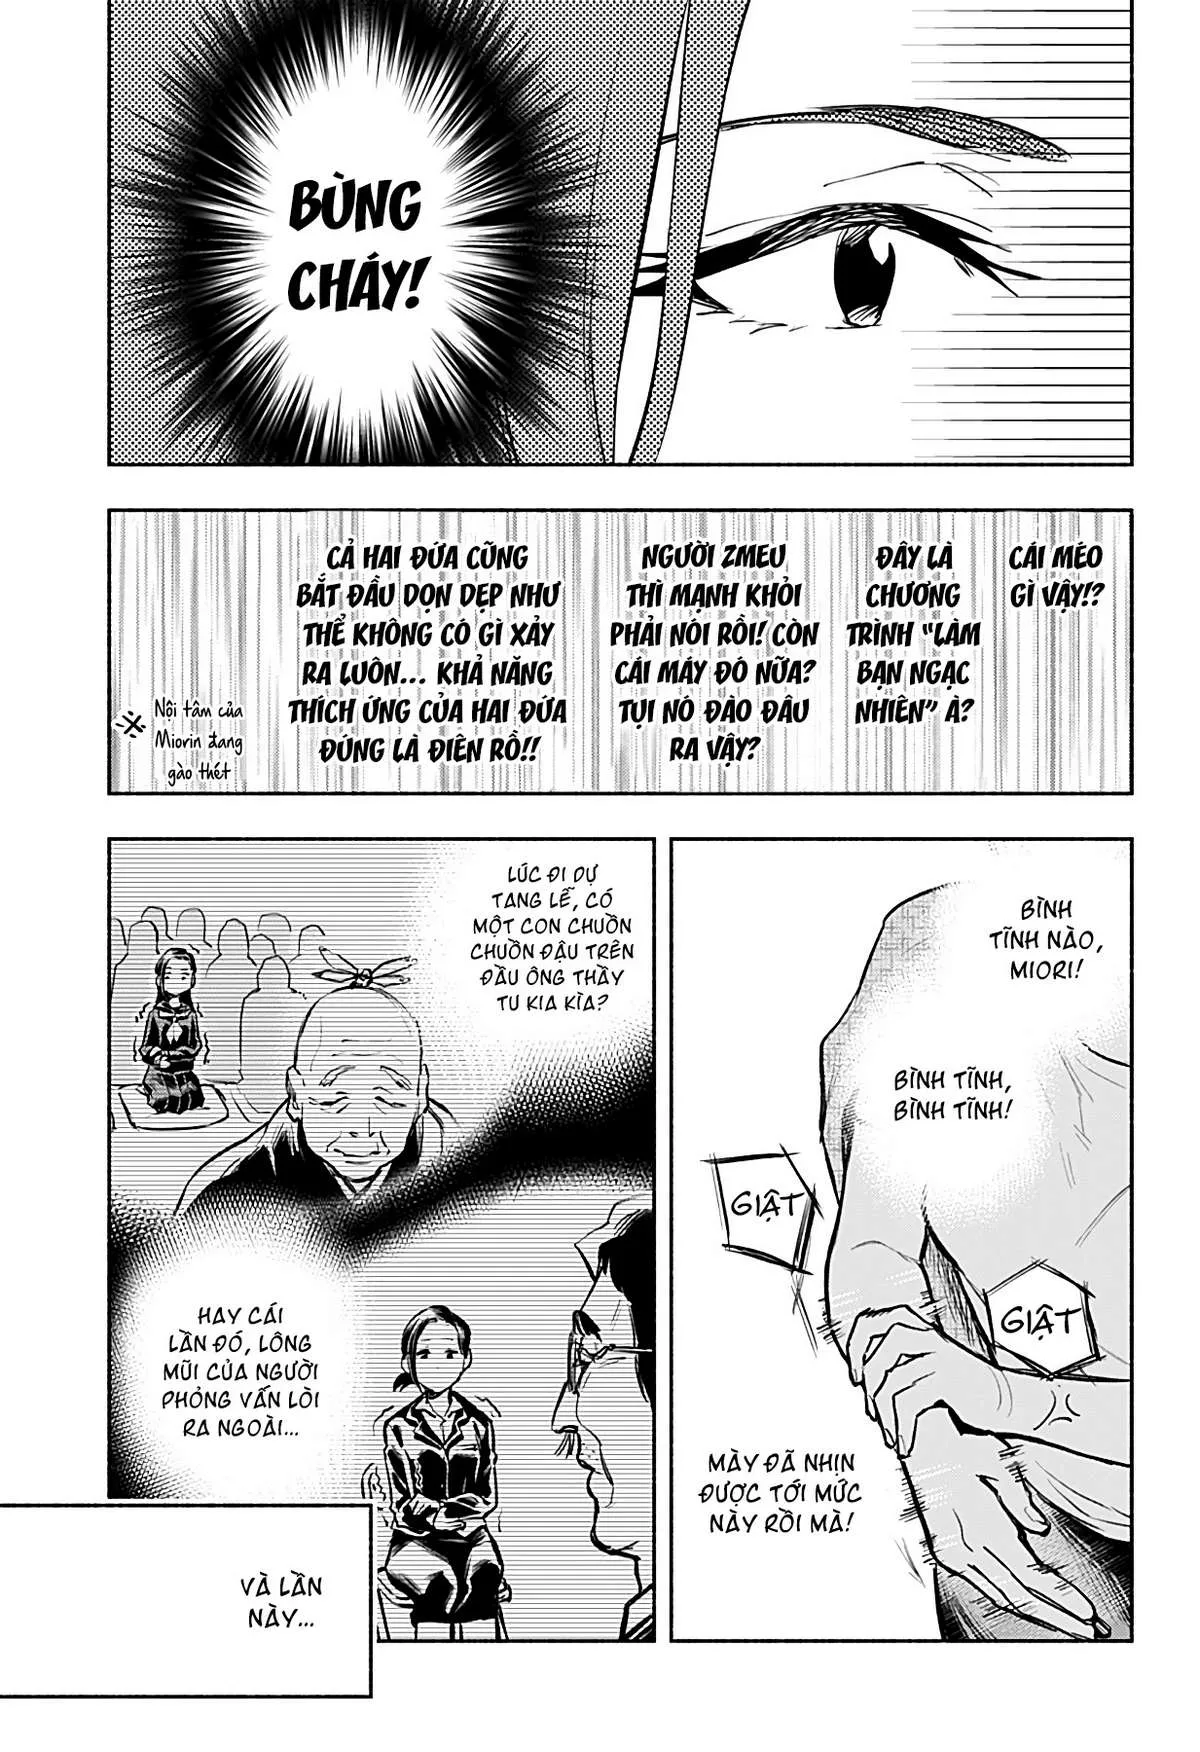 BÙNG
CHÁY!
CÁI MÉO
GÌ VẬY!?
ĐÂY LÀ
CHƯƠNG
TRÌNH "LÀM
BẠN NGẠC
NHIÊN" À?
NGƯỜI ZMEU
THÌ MẠNH KHỎI
PHẢI NÓI RỒI! CÒN
CÁI MÁY ĐÓ NỮA?
TỤI NÓ ĐÀO ĐÂU
RA VẬY?
CẢ HAI ĐỨA CŨNG
BẮT ĐẦU DỌN DẸP NHƯ
THỂ KHÔNG CÓ GÌ XẢY
RA LUÔN... KHẢ NĂNG
THÍCH ỨNG CỦA HAI ĐỨA
ĐÚNG LÀ ĐIÊN RỒ!!
※ Nội tâm của
Miorin đang
gào thét
BÌNH
TĨNH NÀO,
MIORI!
BÌNH TĨNH,
BÌNH TĨNH!
GIẬT
GIẬT
MÀY ĐÃ NHỊN
ĐƯỢC TỚI MỨC
NÀY RỒI MÀ!
LÚC ĐI DỰ
TANG LỄ, CÓ
MỘT CON CHUỒN
CHUỒN ĐẬU TRÊN
ĐẦU ÔNG THẦY
TU KIA KÌA?
HAY CÁI
LẦN ĐÓ, LÔNG
MŨI CỦA NGƯỜI
PHỎNG VẤN LÒI
RA NGOÀI...
VÀ LẦN
NÀY...